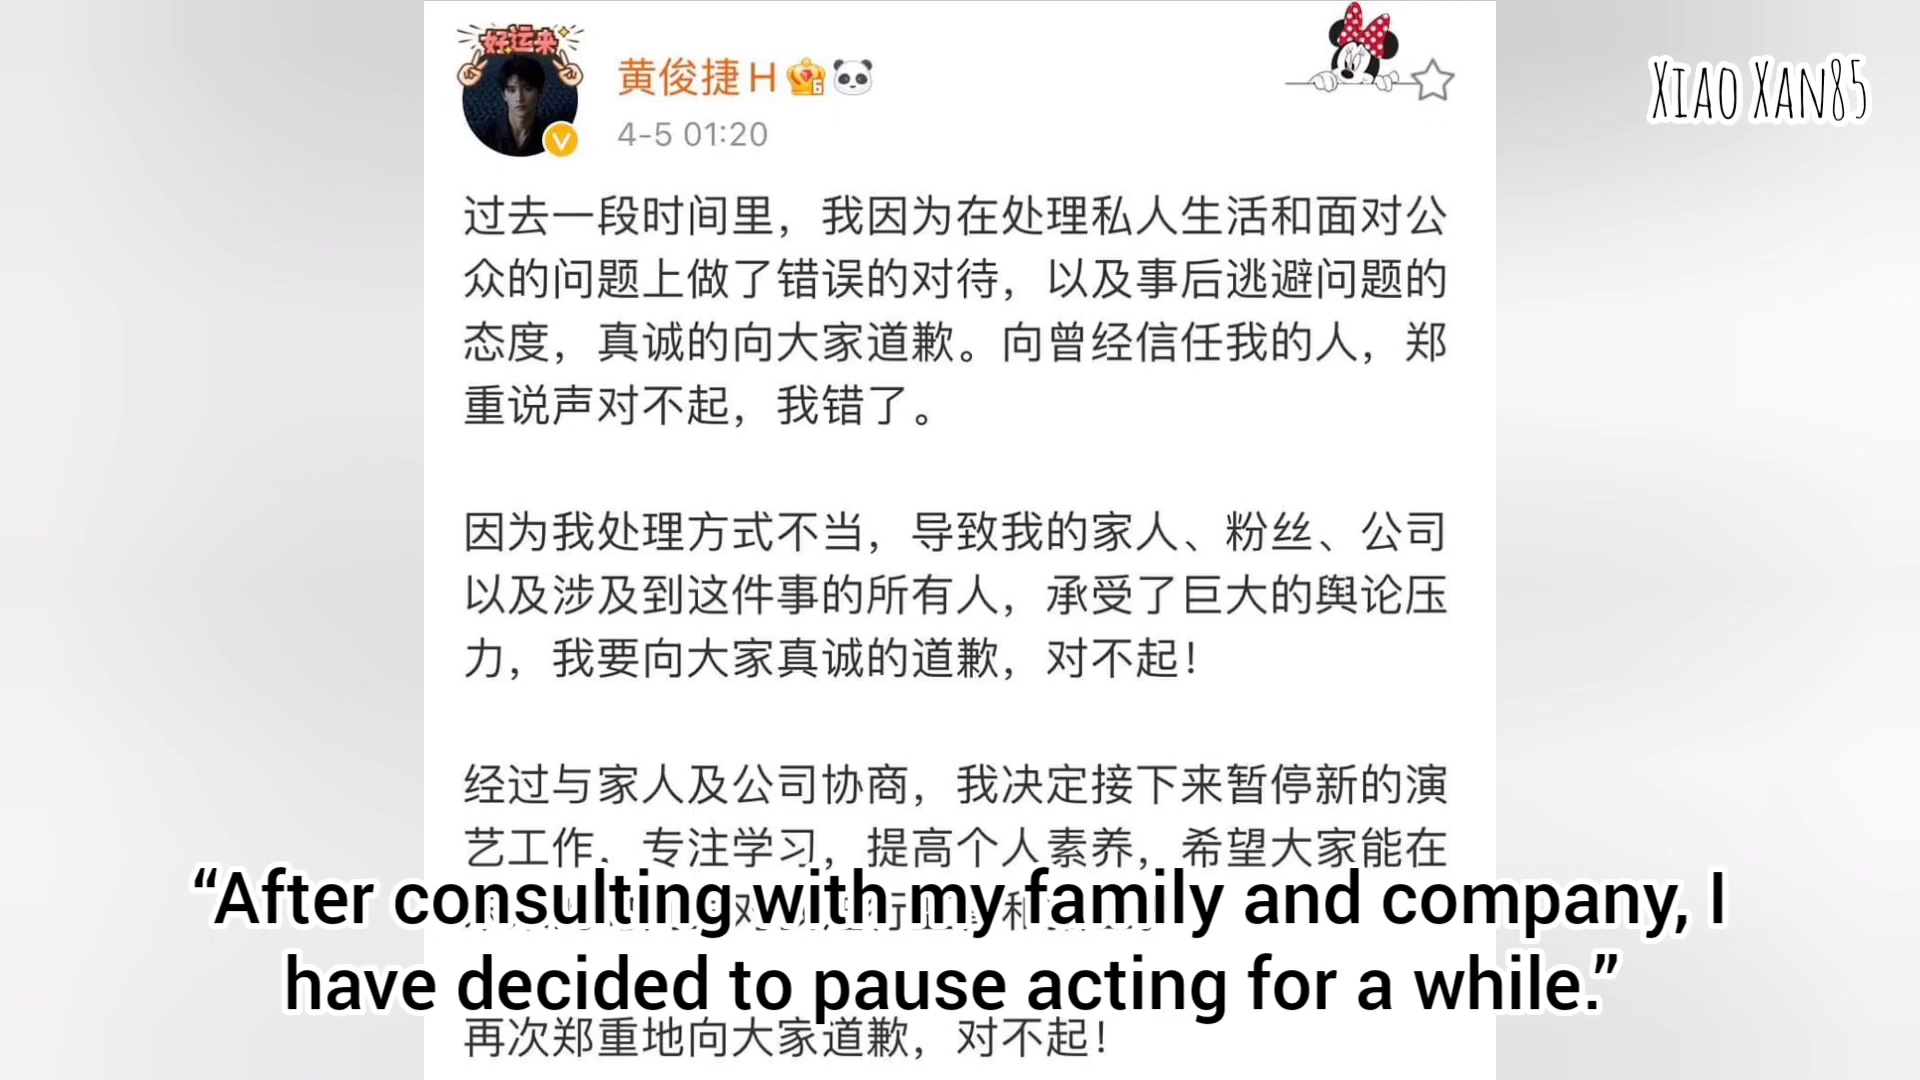 好运来
黄俊捷H
4-5 01:20
XIAO XAN85
过去一段时间里，我因为在处理私人生活和面对公
众的问题上做了错误的对待，以及事后逃避问题的
态度，真诚的向大家道歉。向曾经信任我的人，郑
重说声对不起，我错了。
因为我处理方式不当，导致我的家人、粉丝、公司
以及涉及到这件事的所有人，承受了巨大的舆论压
力，我要向大家真诚的道歉，对不起！
经过与家人及公司协商，我决定接下来暂停新的演
艺工作，专注学习，提高个人素养，希望大家能在
“After consulting with my family and company, I
have decided to pause acting for a while.”
再次郑重地向大家道歉，对不起！